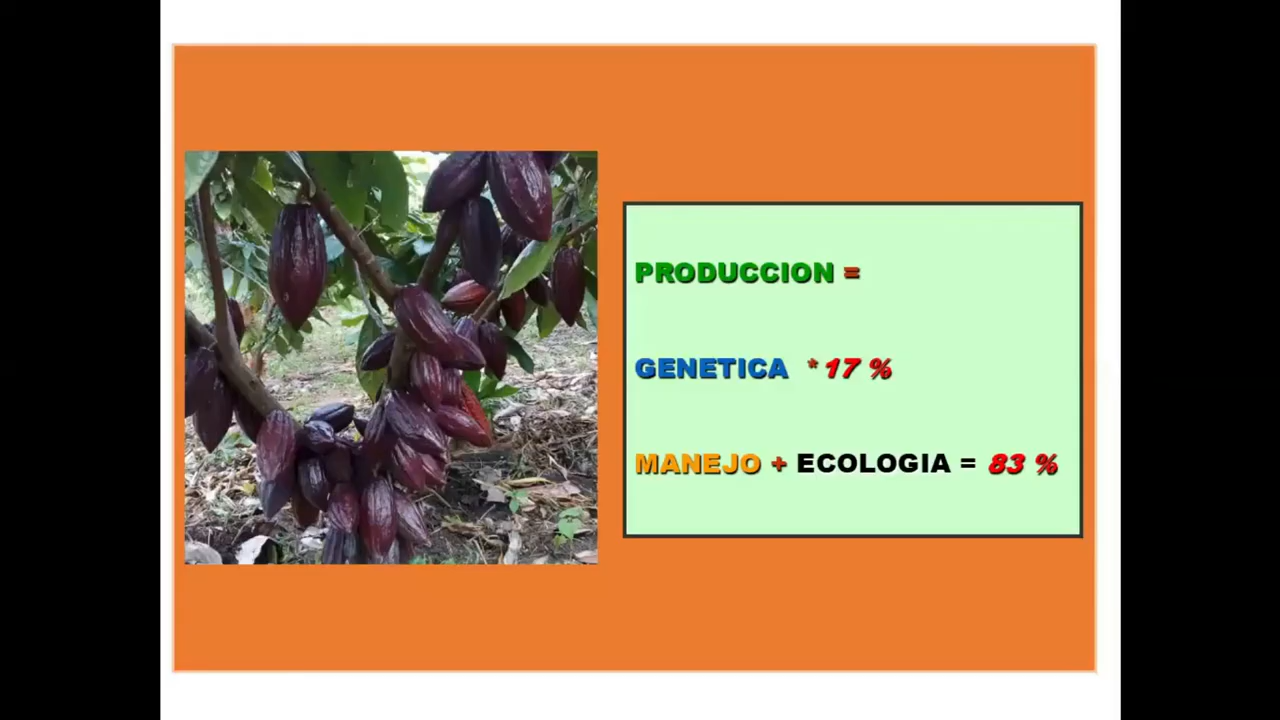 PRODUCCION =
GENETICA * 17 %
MANEJO + ECOLOGIA = 83 %